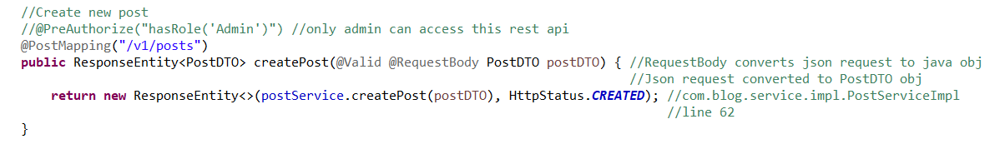 //Create new post
//@PreAuthorize("hasRole('Admin')") //only admin can access this rest api
@PostMapping("/v1/posts")
public ResponseEntity<PostDTO> createPost(@Valid @RequestBody PostDTO postDTO) { //RequestBody converts json request to java obj
//Json request converted to PostDTO obj
return new ResponseEntity<>(postService.createPost(postDTO), HttpStatus.CREATED); //com.blog.service.impl.PostServiceImpl
//line 62
}